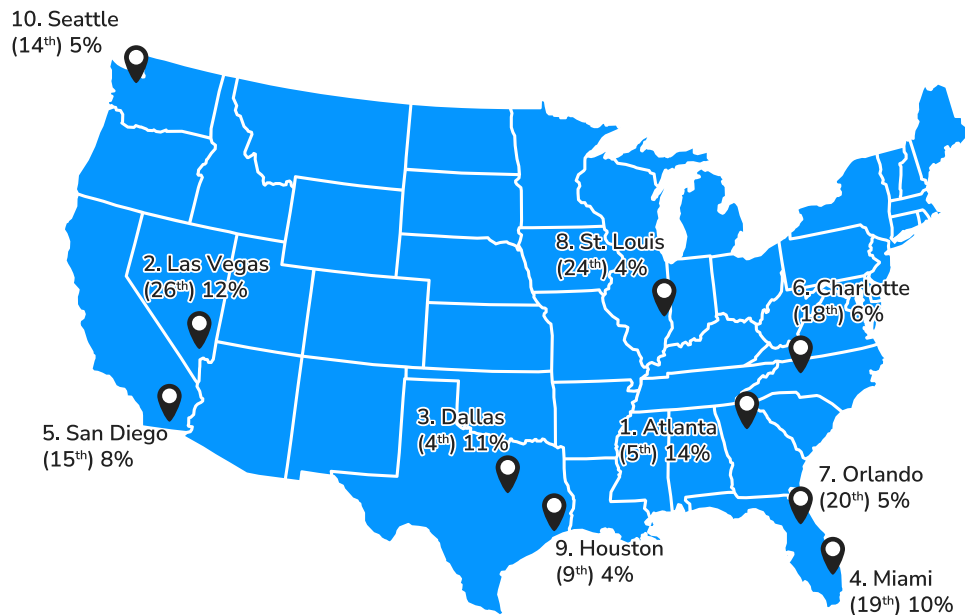 10. Seattle
(14th) 5%
8. St. Louis
(24th) 4%
2. Las Vegas
(26th) 12%
6. Charlotte
(18th) 6%
3. Dallas
(4th) 11%
1. Atlanta
(5th) 14%
5. San Diego
(15th) 8%
7. Orlando
(20th) 5%
9. Houston
(9th) 4%
4. Miami
(19th) 10%